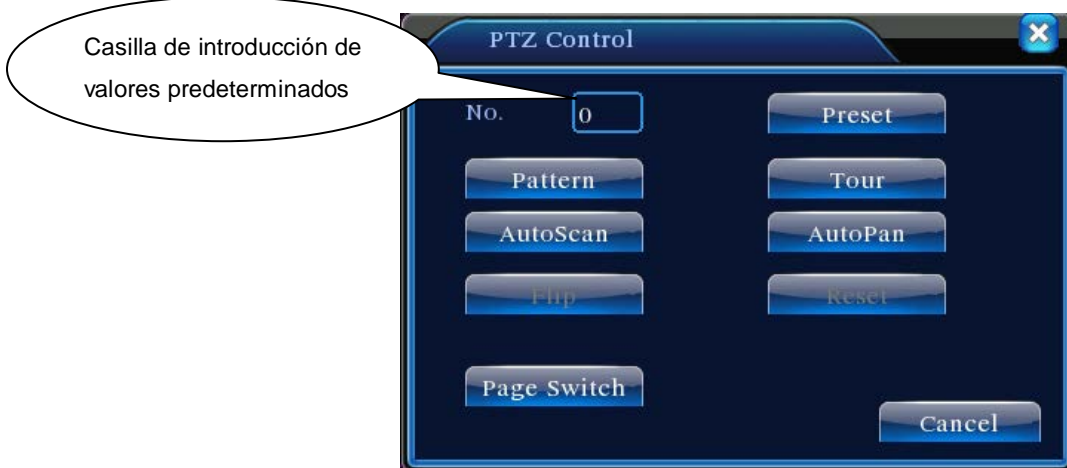 Casilla de introducción de
valores predeterminados
PTZ Control
No. 0 Preset
Pattern Tour
AutoScan AutoPan
Flip Reset
Page Switch
Cancel